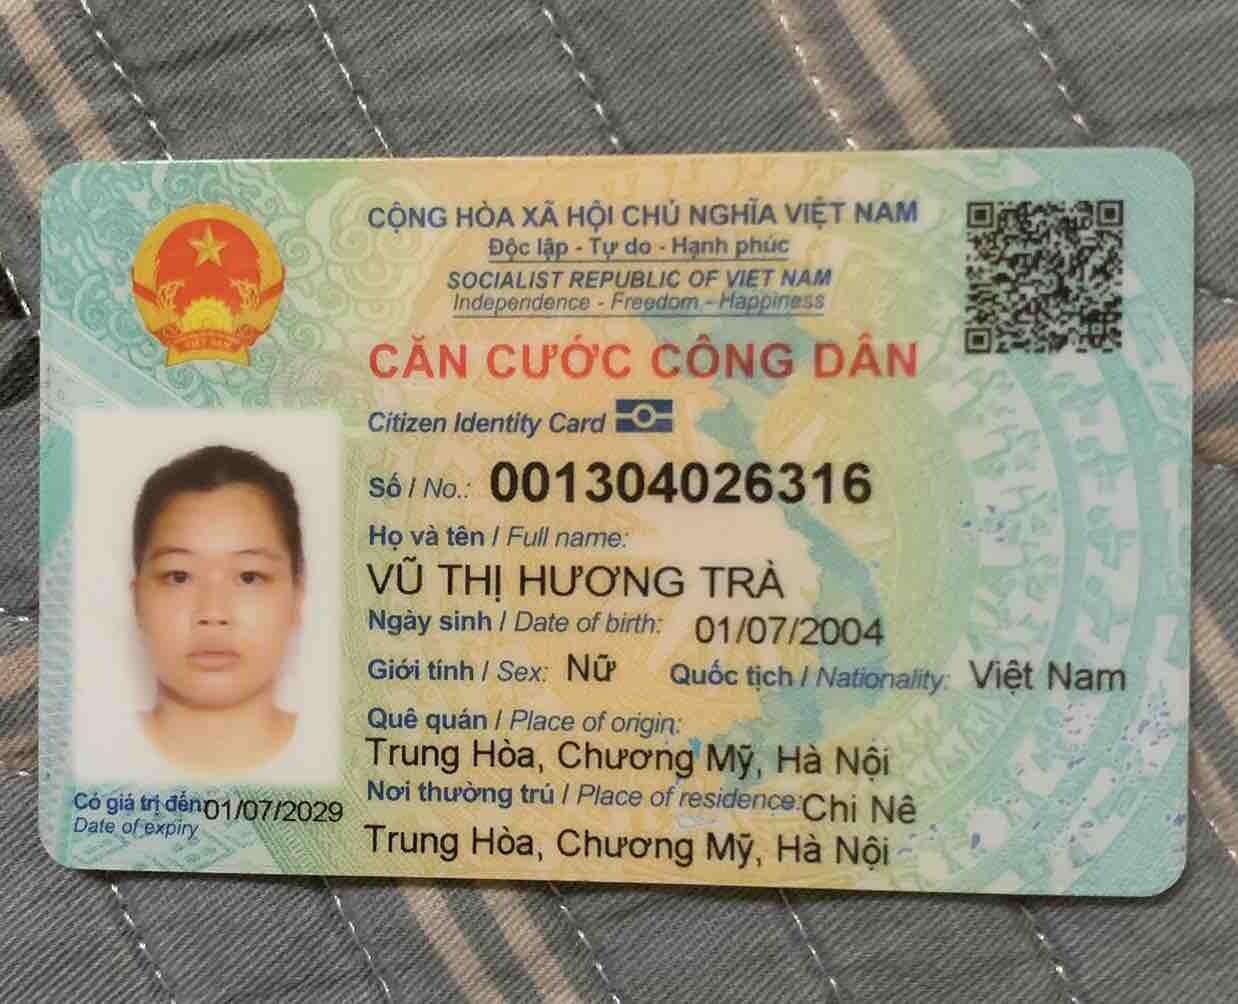 CỘNG HÒA XÃ HỘI CHỦ NGHĨA VIỆT NAM
Độc lập - Tự do - Hạnh phúc
SOCIALIST REPUBLIC OF VIET NAM
Independence - Freedom - Happiness
CĂN CƯỚC CÔNG DÂN
Citizen Identity Card
Số / No.: 001304026316
Họ và tên / Full name:
VŨ THỊ HƯƠNG TRÀ
Ngày sinh / Date of birth: 01/07/2004
Giới tính / Sex: Nữ Quốc tịch / Nationality: Việt Nam
Quê quán / Place of origin:
Trung Hòa, Chương Mỹ, Hà Nội
Nơi thường trú / Place of residence: Chi Nê
Trung Hòa, Chương Mỹ, Hà Nội
Có giá trị đến: 01/07/2029
Date of expiry